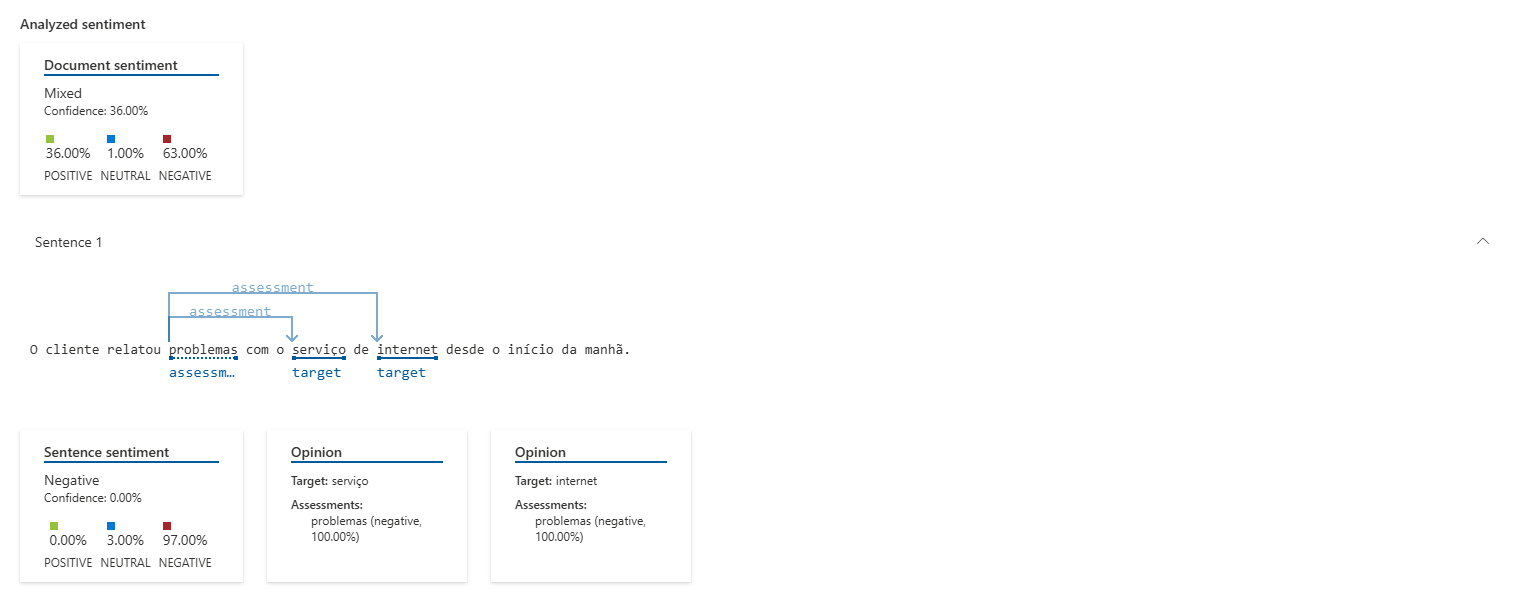 Analyzed sentiment
Document sentiment
Mixed
Confidence: 36.00%
36.00% 1.00% 63.00%
POSITIVE NEUTRAL NEGATIVE
Sentence 1
assessment
assessment
O cliente relatou problemas com o serviço de internet desde o início da manhã.
assessm… target target
Sentence sentiment
Negative
Confidence: 0.00%
0.00% 3.00% 97.00%
POSITIVE NEUTRAL NEGATIVE
Opinion
Target: serviço
Assessments:
problemas (negative,
100.00%)
Opinion
Target: internet
Assessments:
problemas (negative,
100.00%)